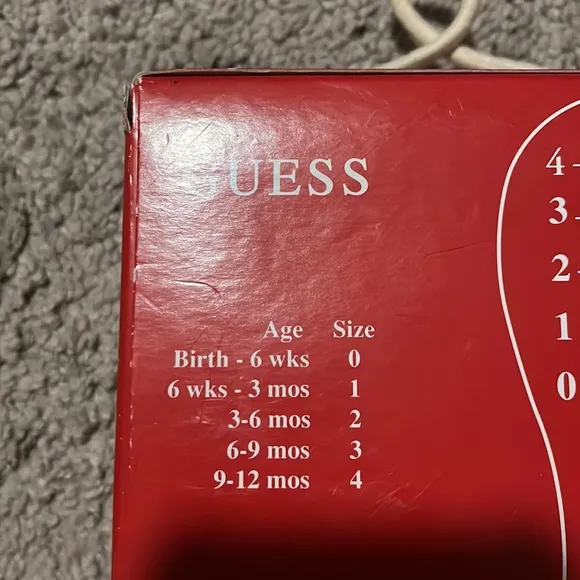 GUESS
Age Size
Birth - 6 wks 0
6 wks - 3 mos 1
3-6 mos 2
6-9 mos 3
9-12 mos 4
4
3
2
1
0